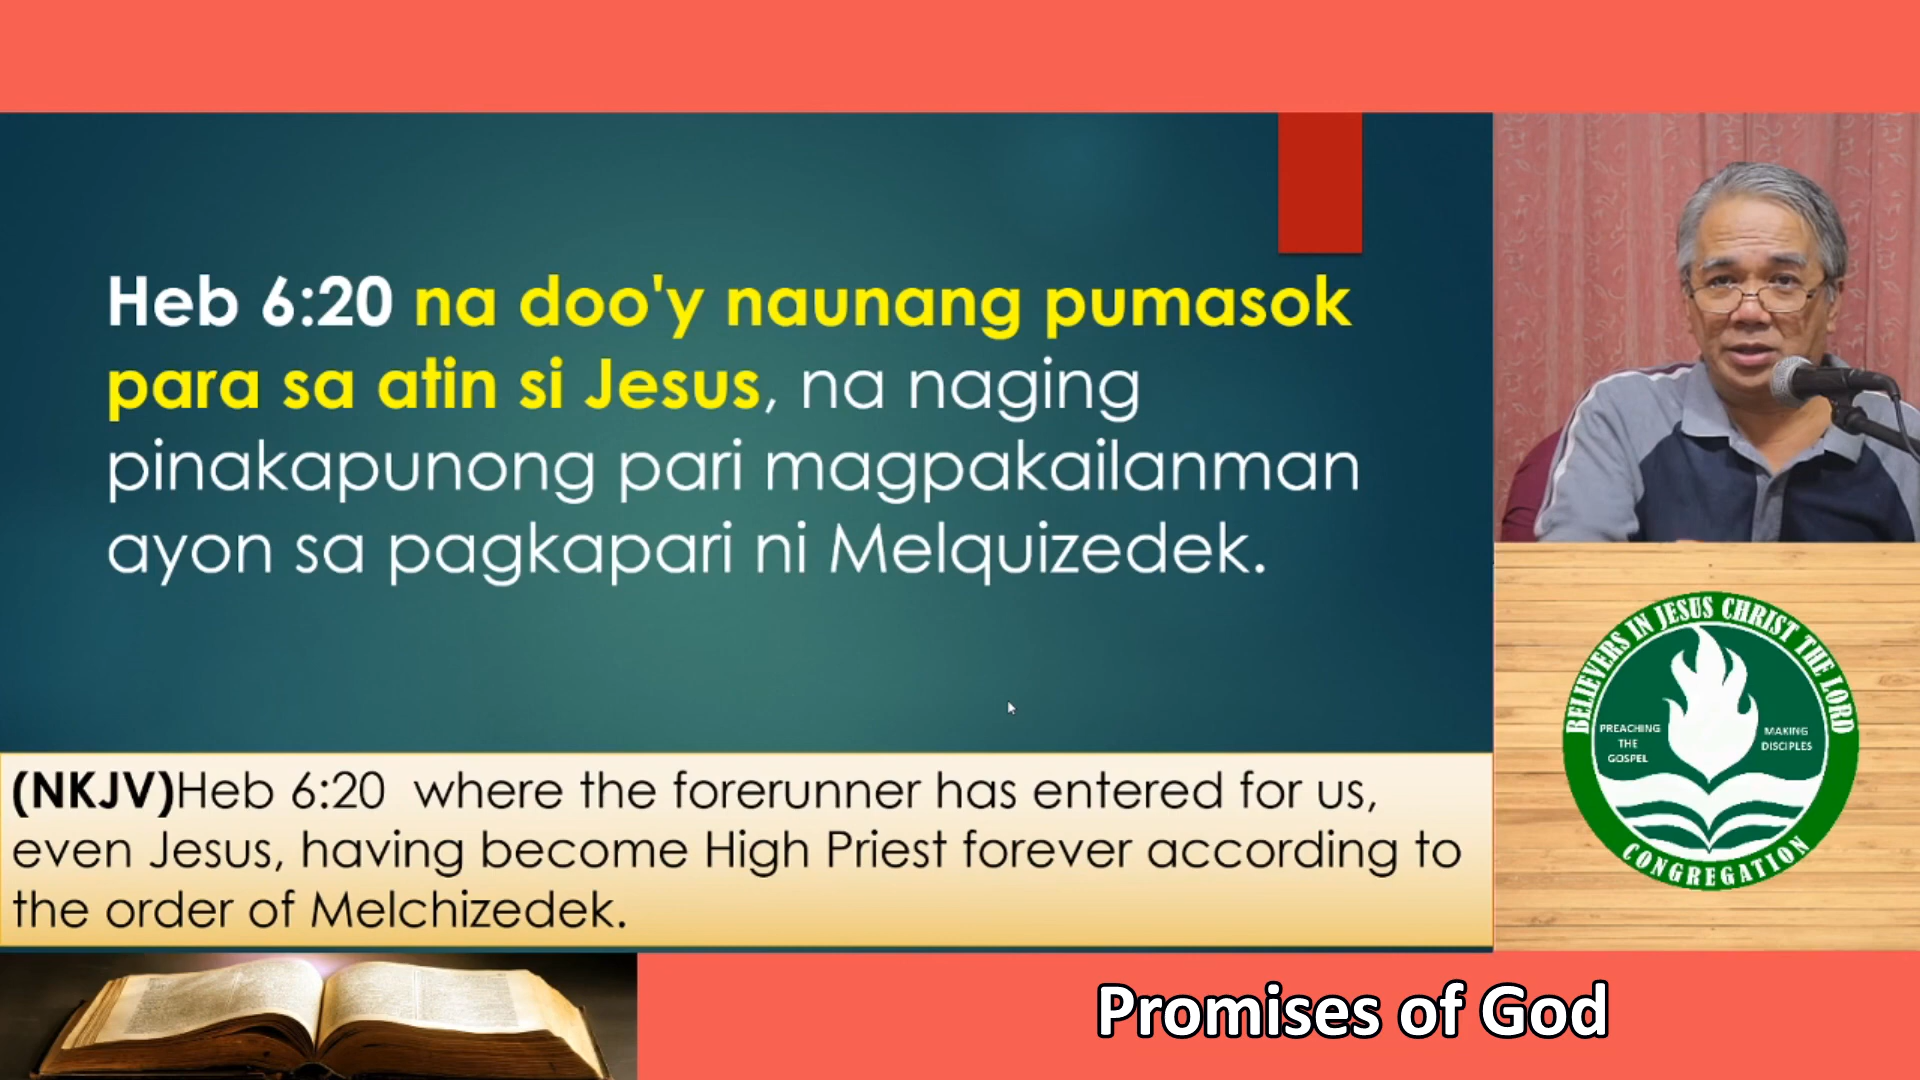 Heb 6:20 na doo'y naunang pumasok
para sa atin si Jesus, na naging
pinakapunong pari magpakailanman
ayon sa pagkapari ni Melquizedek.
(NKJV)Heb 6:20 where the forerunner has entered for us,
even Jesus, having become High Priest forever according to
the order of Melchizedek.
BELIEVERS IN JESUS CHRIST THE LORD
PREACHING
THE
GOSPEL
MAKING
DISCIPLES
CONGREGATION
Promises of God